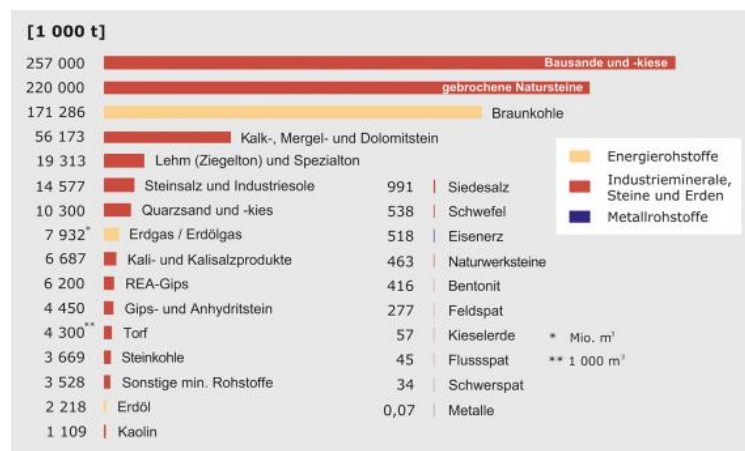 [1 000 t]
257 000 Bausande und -kiese
220 000 gebrochene Natursteine
171 286 Braunkohle
56 173 Kalk-, Mergel- und Dolomitstein
19 313 Lehm (Ziegelton) und Spezialton
14 577 Steinsalz und Industriesole
10 300 Quarzsand und -kies
7 932* Erdgas / Erdölgas
6 687 Kali- und Kalisalzprodukte
6 200 REA-Gips
4 450 Gips- und Anhydritstein
4 300** Torf
3 669 Steinkohle
3 528 Sonstige min. Rohstoffe
2 218 Erdöl
1 109 Kaolin
991 Siedesalz
538 Schwefel
518 Eisenerz
463 Naturwerksteine
416 Bentonit
277 Feldspat
57 Kieselerde
45 Flussspat
34 Schwerspat
0,07 Metalle
Energierohstoffe
Industrieminerale,
Steine und Erden
Metallrohstoffe
* Mio. m³
** 1 000 m³